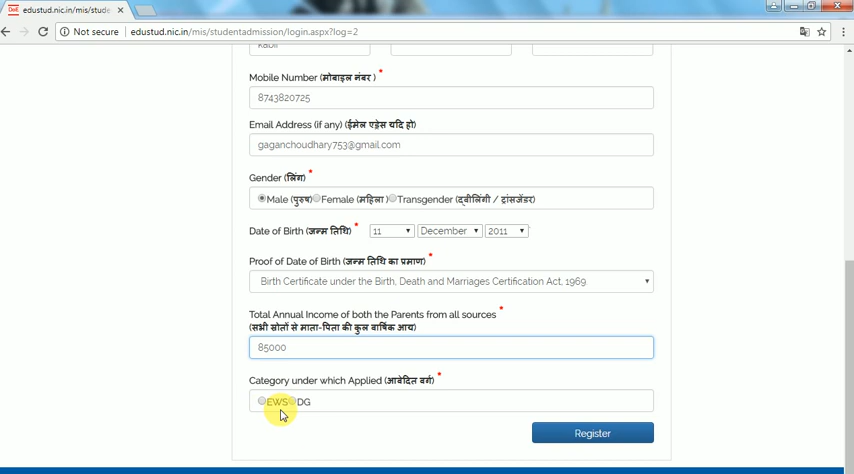 edustud.nic.in/mis/stude
Not secure | edustud.nic.in/mis/studentadmission/login.aspx?log=2
kabir
Mobile Number (मोबाइल नंबर ) *
8743820725
Email Address (if any) (ईमेल एड्रेस यदि हो)
gaganchoudhary753@gmail.com
Gender (लिंग) *
Male (पुरुष) Female (महिला ) Transgender (द्वीलिंगी / ट्रांसजेंडर)
Date of Birth (जन्म तिथि) * 11 December 2011
Proof of Date of Birth (जन्म तिथि का प्रमाण) *
Birth Certificate under the Birth, Death and Marriages Certification Act, 1969
Total Annual Income of both the Parents from all sources *
(सभी स्रोतों से माता-पिता की कुल वार्षिक आय)
85000
Category under which Applied (आवेदित वर्ग) *
EWS DG
Register